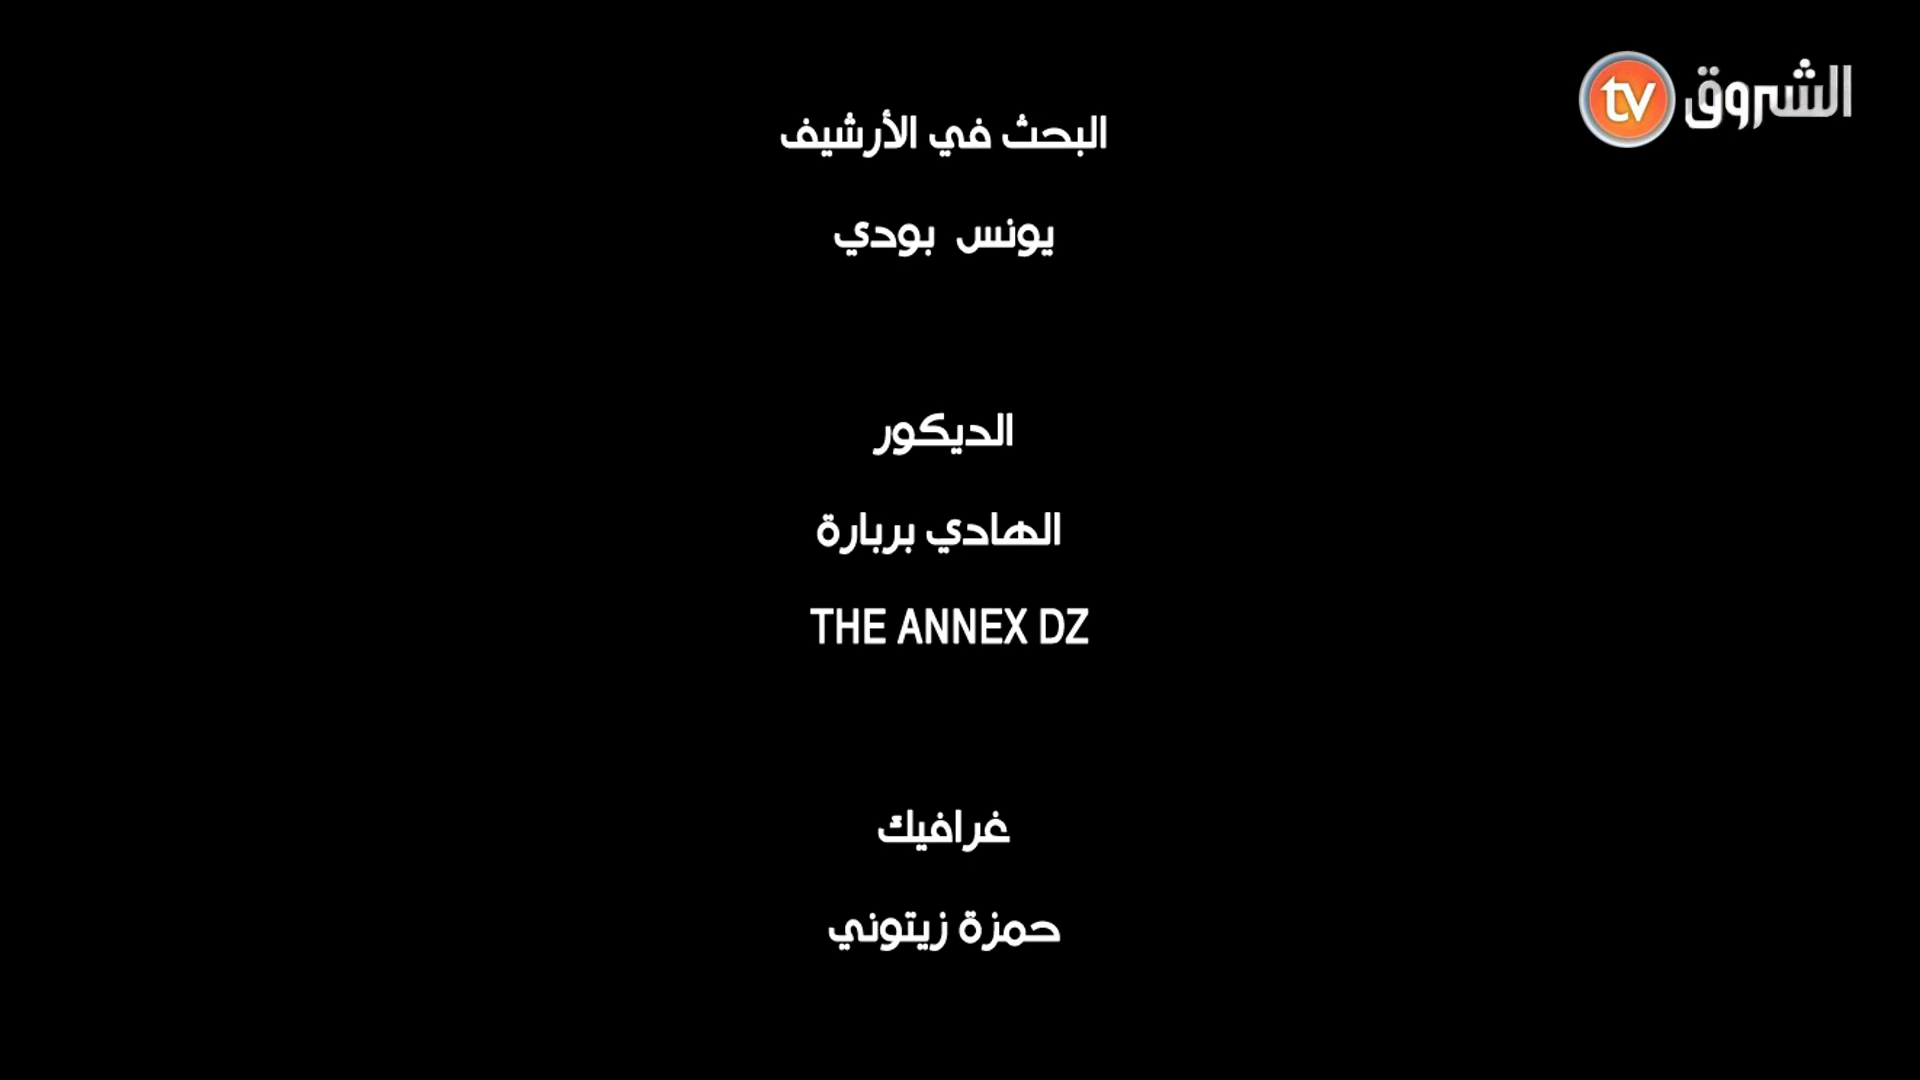 الشروق tv
البحث في الأرشيف
يونس بودي
الديكور
الهادي بربارة
THE ANNEX DZ
غرافيك
حمزة زيتوني